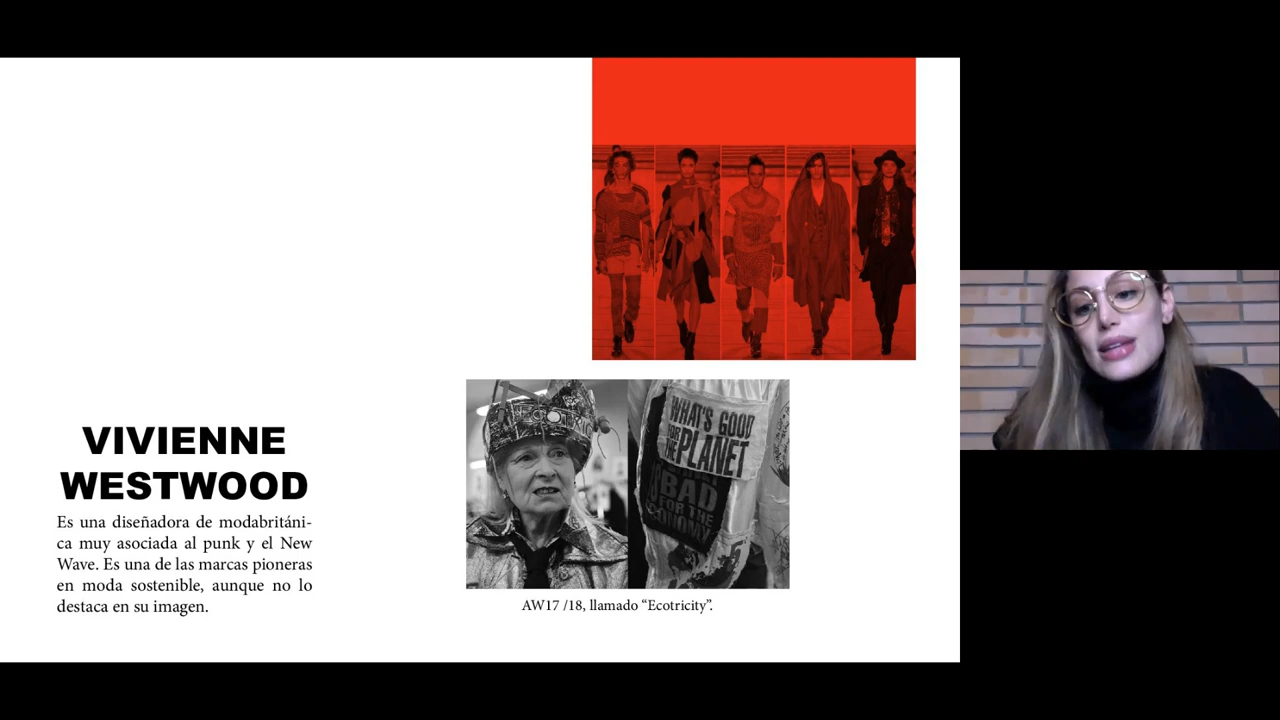 VIVIENNE
WESTWOOD
Es una diseñadora de modabritáni-
ca muy asociada al punk y el New
Wave. Es una de las marcas pioneras
en moda sostenible, aunque no lo
destaca en su imagen.
WHAT'S GOOD
THE PLANET
BAD
FOR THE
AW17 /18, llamado “Ecotricity”.